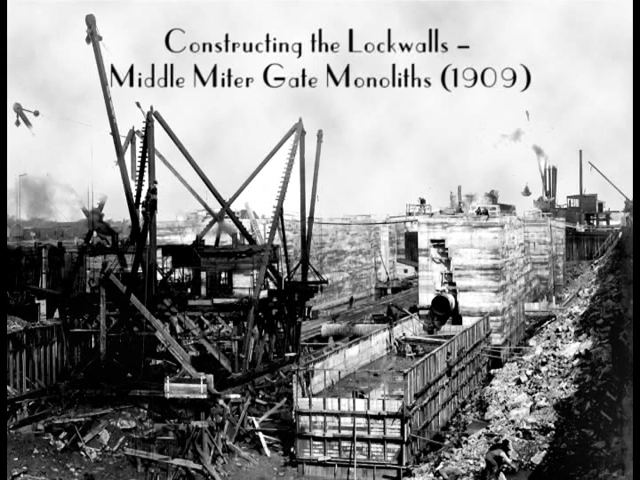 Constructing the Lockwalls –
Middle Miter Gate Monoliths (1909)